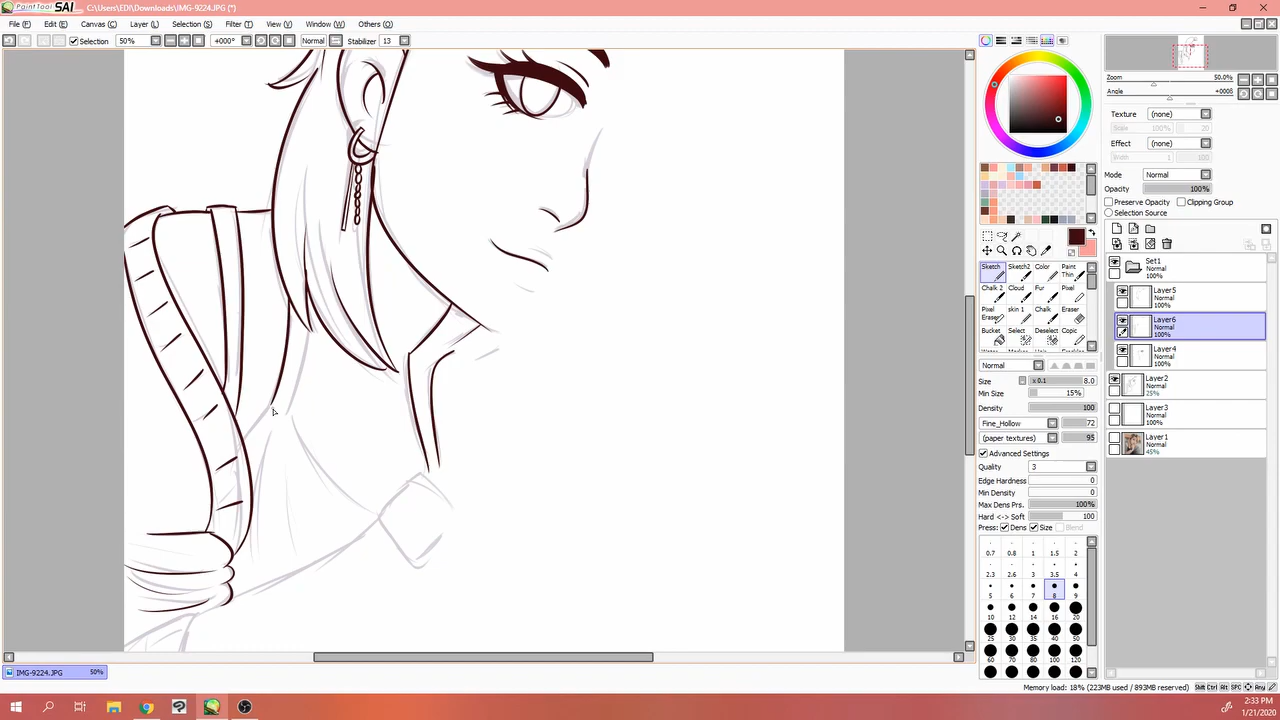 PaintTool SAI C:\Users\EDI\Downloads\IMG-9224.JPG (*)
File (F) Edit (E) Canvas (C) Layer (L) Selection (S) Filter (T) View (V) Window (W) Others (O)
Selection 50% +000° Normal Stabilizer 13
Zoom 50.0%
Angle +000θ
Texture (none)
Scale 100% 20
Effect (none)
Width 1 100
Mode Normal
Opacity 100%
Preserve Opacity Clipping Group
Selection Source
Set1
Normal
100%
Layer5
Normal
100%
Layer6
Normal
100%
Layer4
Normal
100%
Layer2
Normal
25%
Layer3
Normal
100%
Layer1
Normal
45%
Sketch Sketch2 Color Paint Thin
Chalk 2 Cloud Fur Pixel
Pixel Eraser skin 1 Chalk Eraser
Bucket Select Deselect Copic
Normal
Size x 0.1 8.0
Min Size 15%
Density 100
Fine_Hollow 72
(paper textures) 95
Advanced Settings
Quality 3
Edge Hardness 0
Min Density 0
Max Dens Prs. 100%
Hard <-> Soft 100
Press: Dens Size Blend
0.7 0.8 1 1.5 2
2.3 2.6 3 3.5 4
5 6 7 8 9
10 12 14 16 20
25 30 35 40 50
60 70 80 100 120
IMG-9224.JPG 50%
Memory load: 18% (223MB used / 893MB reserved)
Shft Ctrl Alt SPC Any
2:33 PM
1/21/2020